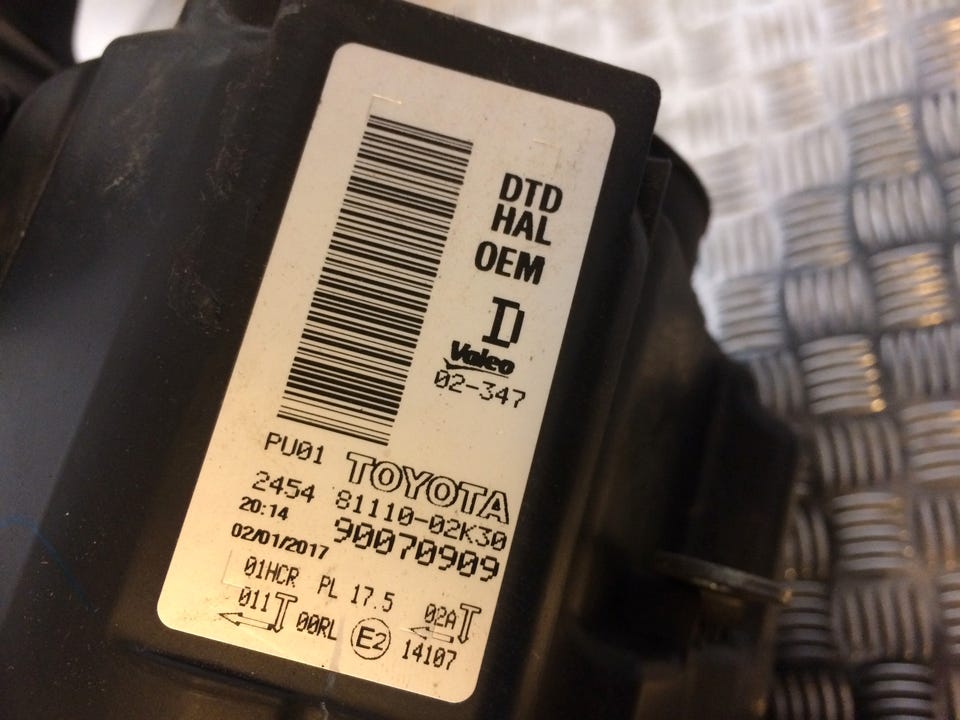 DTD
HAL
OEM
D
Valeo
02-347
PU01 TOYOTA
2454 81110-02K30
20:14 90070909
02/01/2017
01HCR PL 17.5
011 00RL E2 02A
14107